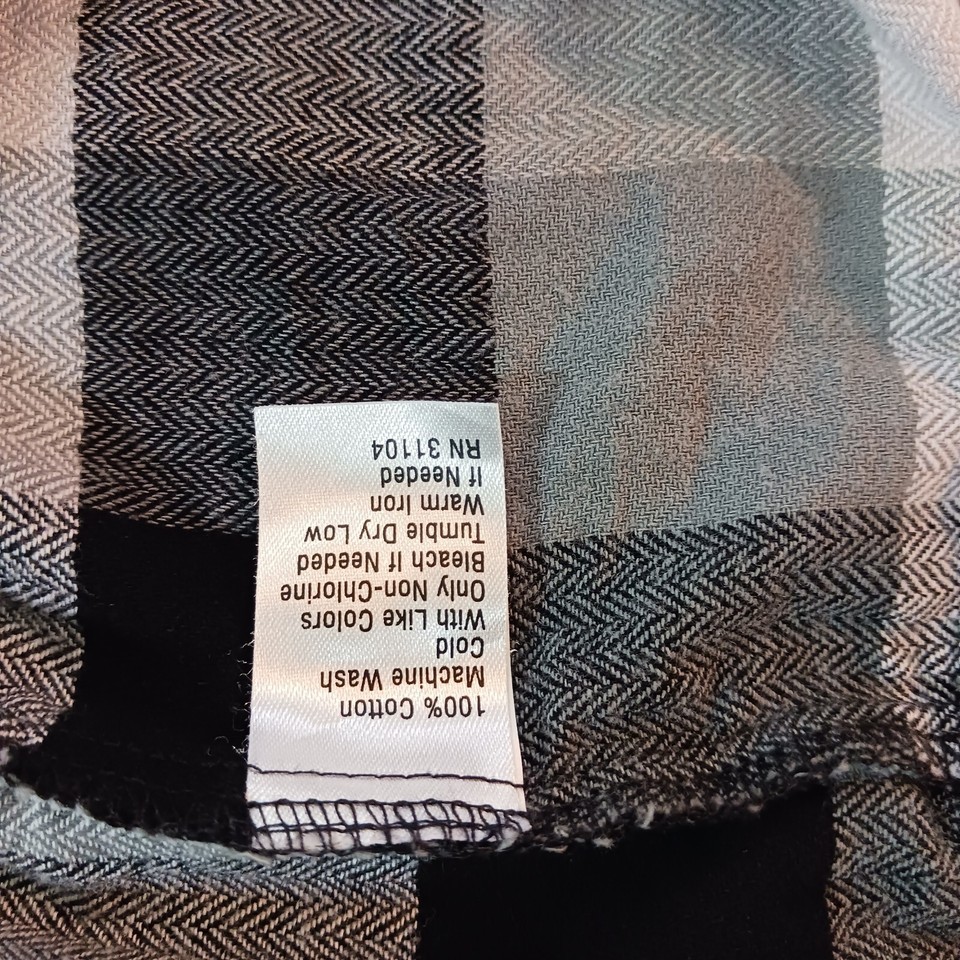 100% Cotton
Machine Wash
Cold
With Like Colors
Only Non-Chlorine
Bleach If Needed
Tumble Dry Low
Warm Iron
If Needed
RN 31104